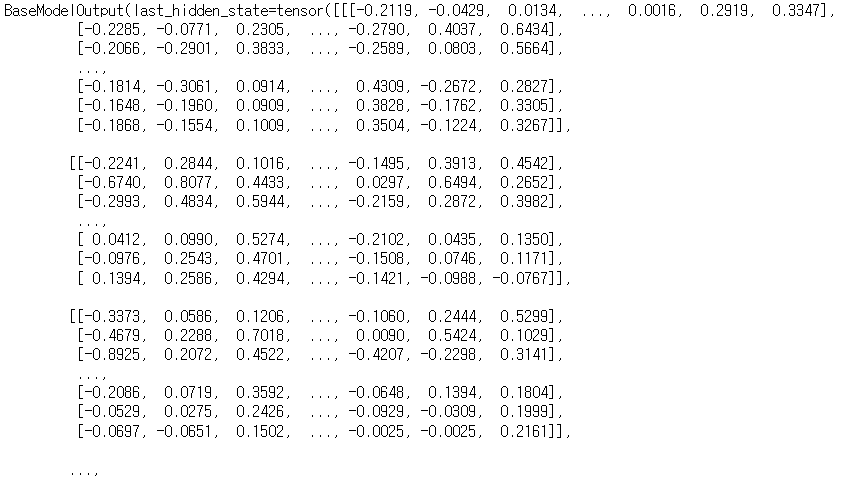 BaseModelOutput(last_hidden_state=tensor([[[-0.2119, -0.0429,  0.0134,  ...,  0.0016,  0.2919,  0.3347],
[-0.2285, -0.0771,  0.2305,  ..., -0.2790,  0.4037,  0.6434],
[-0.2066, -0.2901,  0.3833,  ..., -0.2589,  0.0803,  0.5664],
...,
[-0.1814, -0.3061,  0.0914,  ...,  0.4309, -0.2672,  0.2827],
[-0.1648, -0.1960,  0.0909,  ...,  0.3828, -0.1762,  0.3305],
[-0.1868, -0.1554,  0.1009,  ...,  0.3504, -0.1224,  0.3267]],
[[-0.2241,  0.2844,  0.1016,  ..., -0.1495,  0.3913,  0.4542],
[-0.6740,  0.8077,  0.4433,  ...,  0.0297,  0.6494,  0.2652],
[-0.2993,  0.4834,  0.5944,  ..., -0.2159,  0.2872,  0.3982],
...,
[ 0.0412,  0.0990,  0.5274,  ..., -0.2102,  0.0435,  0.1350],
[-0.0976,  0.2543,  0.4701,  ..., -0.1508,  0.0746,  0.1171],
[ 0.1394,  0.2586,  0.4294,  ..., -0.1421, -0.0988, -0.0767]],
[[-0.3373,  0.0586,  0.1206,  ..., -0.1060,  0.2444,  0.5299],
[-0.4679,  0.2288,  0.7018,  ...,  0.0090,  0.5424,  0.1029],
[-0.8925,  0.2072,  0.4522,  ..., -0.4207, -0.2298,  0.3141],
...,
[-0.2086,  0.0719,  0.3592,  ..., -0.0648,  0.1394,  0.1804],
[-0.0529,  0.0275,  0.2426,  ..., -0.0929, -0.0309,  0.1999],
[-0.0697, -0.0651,  0.1502,  ..., -0.0025, -0.0025,  0.2161]],
...,